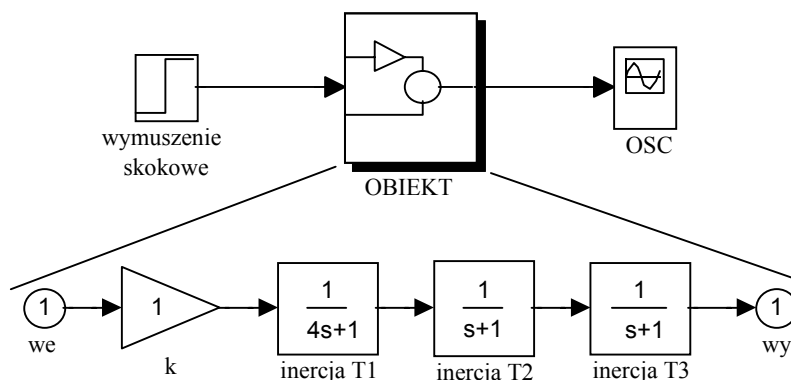 wymuszenie
skokowe
OBIEKT
OSC
1
we
1
k
1
4s+1
inercja T1
1
s+1
inercja T2
1
s+1
inercja T3
1
wy